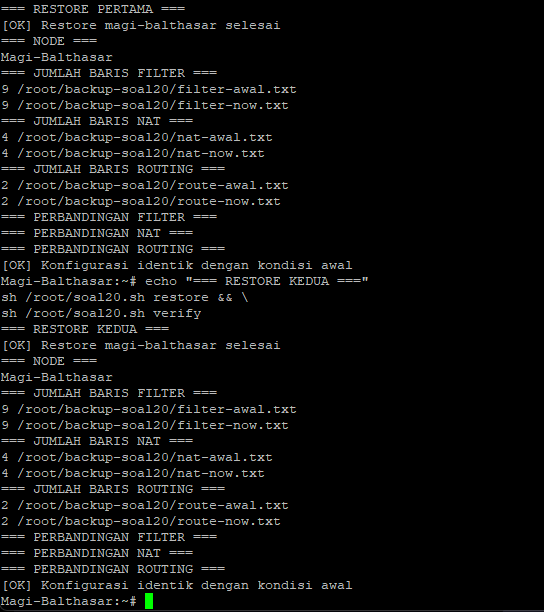 === RESTORE PERTAMA ===
[OK] Restore magi-balthasar selesai
=== NODE ===
Magi-Balthasar
=== JUMLAH BARIS FILTER ===
9 /root/backup-soal20/filter-awal.txt
9 /root/backup-soal20/filter-now.txt
=== JUMLAH BARIS NAT ===
4 /root/backup-soal20/nat-awal.txt
4 /root/backup-soal20/nat-now.txt
=== JUMLAH BARIS ROUTING ===
2 /root/backup-soal20/route-awal.txt
2 /root/backup-soal20/route-now.txt
=== PERBANDINGAN FILTER ===
=== PERBANDINGAN NAT ===
=== PERBANDINGAN ROUTING ===
[OK] Konfigurasi identik dengan kondisi awal
Magi-Balthasar:~# echo "=== RESTORE KEDUA ==="
sh /root/soal20.sh restore && \
sh /root/soal20.sh verify
=== RESTORE KEDUA ===
[OK] Restore magi-balthasar selesai
=== NODE ===
Magi-Balthasar
=== JUMLAH BARIS FILTER ===
9 /root/backup-soal20/filter-awal.txt
9 /root/backup-soal20/filter-now.txt
=== JUMLAH BARIS NAT ===
4 /root/backup-soal20/nat-awal.txt
4 /root/backup-soal20/nat-now.txt
=== JUMLAH BARIS ROUTING ===
2 /root/backup-soal20/route-awal.txt
2 /root/backup-soal20/route-now.txt
=== PERBANDINGAN FILTER ===
=== PERBANDINGAN NAT ===
=== PERBANDINGAN ROUTING ===
[OK] Konfigurasi identik dengan kondisi awal
Magi-Balthasar:~#